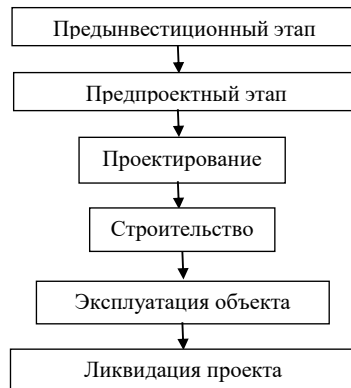 Предынвестиционный этап
Предпроектный этап
Проектирование
Строительство
Эксплуатация объекта
Ликвидация проекта